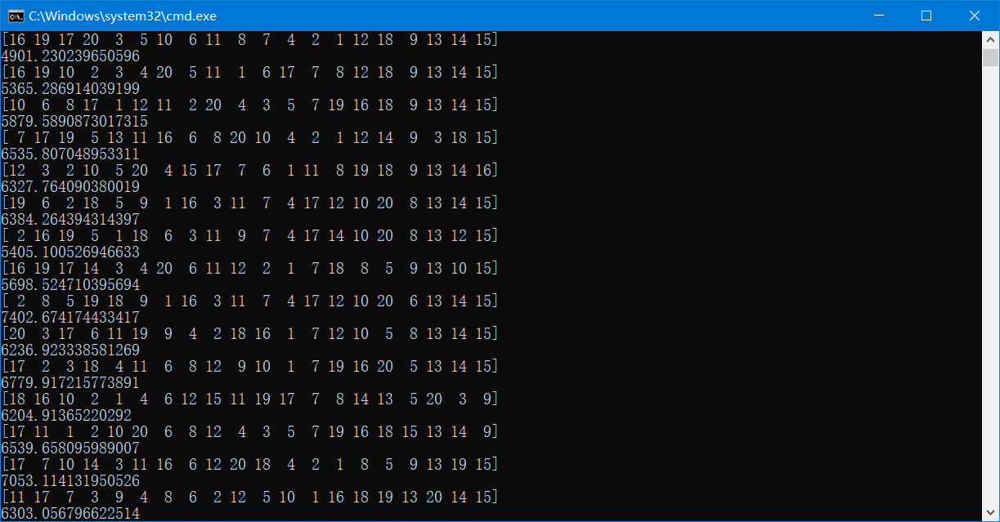 C:\Windows\system32\cmd.exe
[16 19 17 20  3  5 10  6 11  8  7  4  2  1 12 18  9 13 14 15]
4901.230239650596
[16 19 10  2  3  4 20  5 11  1  6 17  7  8 12 18  9 13 14 15]
5365.286914039199
[10  6  8 17  1 12 11  2 20  4  3  5  7 19 16 18  9 13 14 15]
5879.5890873017315
[ 7 17 19  5 13 11 16  6  8 20 10  4  2  1 12 14  9  3 18 15]
6535.807048953311
[12  3  2 10  5 20  4 15 17  7  6  1 11  8 19 18  9 13 14 16]
6327.764090380019
[19  6  2 18  5  9  1 16  3 11  7  4 17 12 10 20  8 13 14 15]
6384.264394314397
[ 2 16 19  5  1 18  6  3 11  9  7  4 17 14 10 20  8 13 12 15]
5405.100526946633
[16 19 17 14  3  4 20  6 11 12  2  1  7 18  8  5  9 13 10 15]
5698.524710395694
[ 2  8  5 19 18  9  1 16  3 11  7  4 17 12 10 20  6 13 14 15]
7402.674174433417
[20  3 17  6 11 19  9  4  2 18 16  1  7 12 10  5  8 13 14 15]
6236.923338581269
[17  2  3 18  4 11  6  8 12  9 10  1  7 19 16 20  5 13 14 15]
6779.917215773891
[18 16 10  2  1  4  6 12 15 11 19 17  7  8 14 13  5 20  3  9]
6204.91365220292
[17 11  1  2 10 20  6  8 12  4  3  5  7 19 16 18 15 13 14  9]
6539.658095989007
[17  7 10 14  3 11 16  6 12 20 18  4  2  1  8  5  9 13 19 15]
7053.114131950526
[11 17  7  3  9  4  8  6  2 12  5 10  1 16 18 19 13 20 14 15]
6303.056796622514